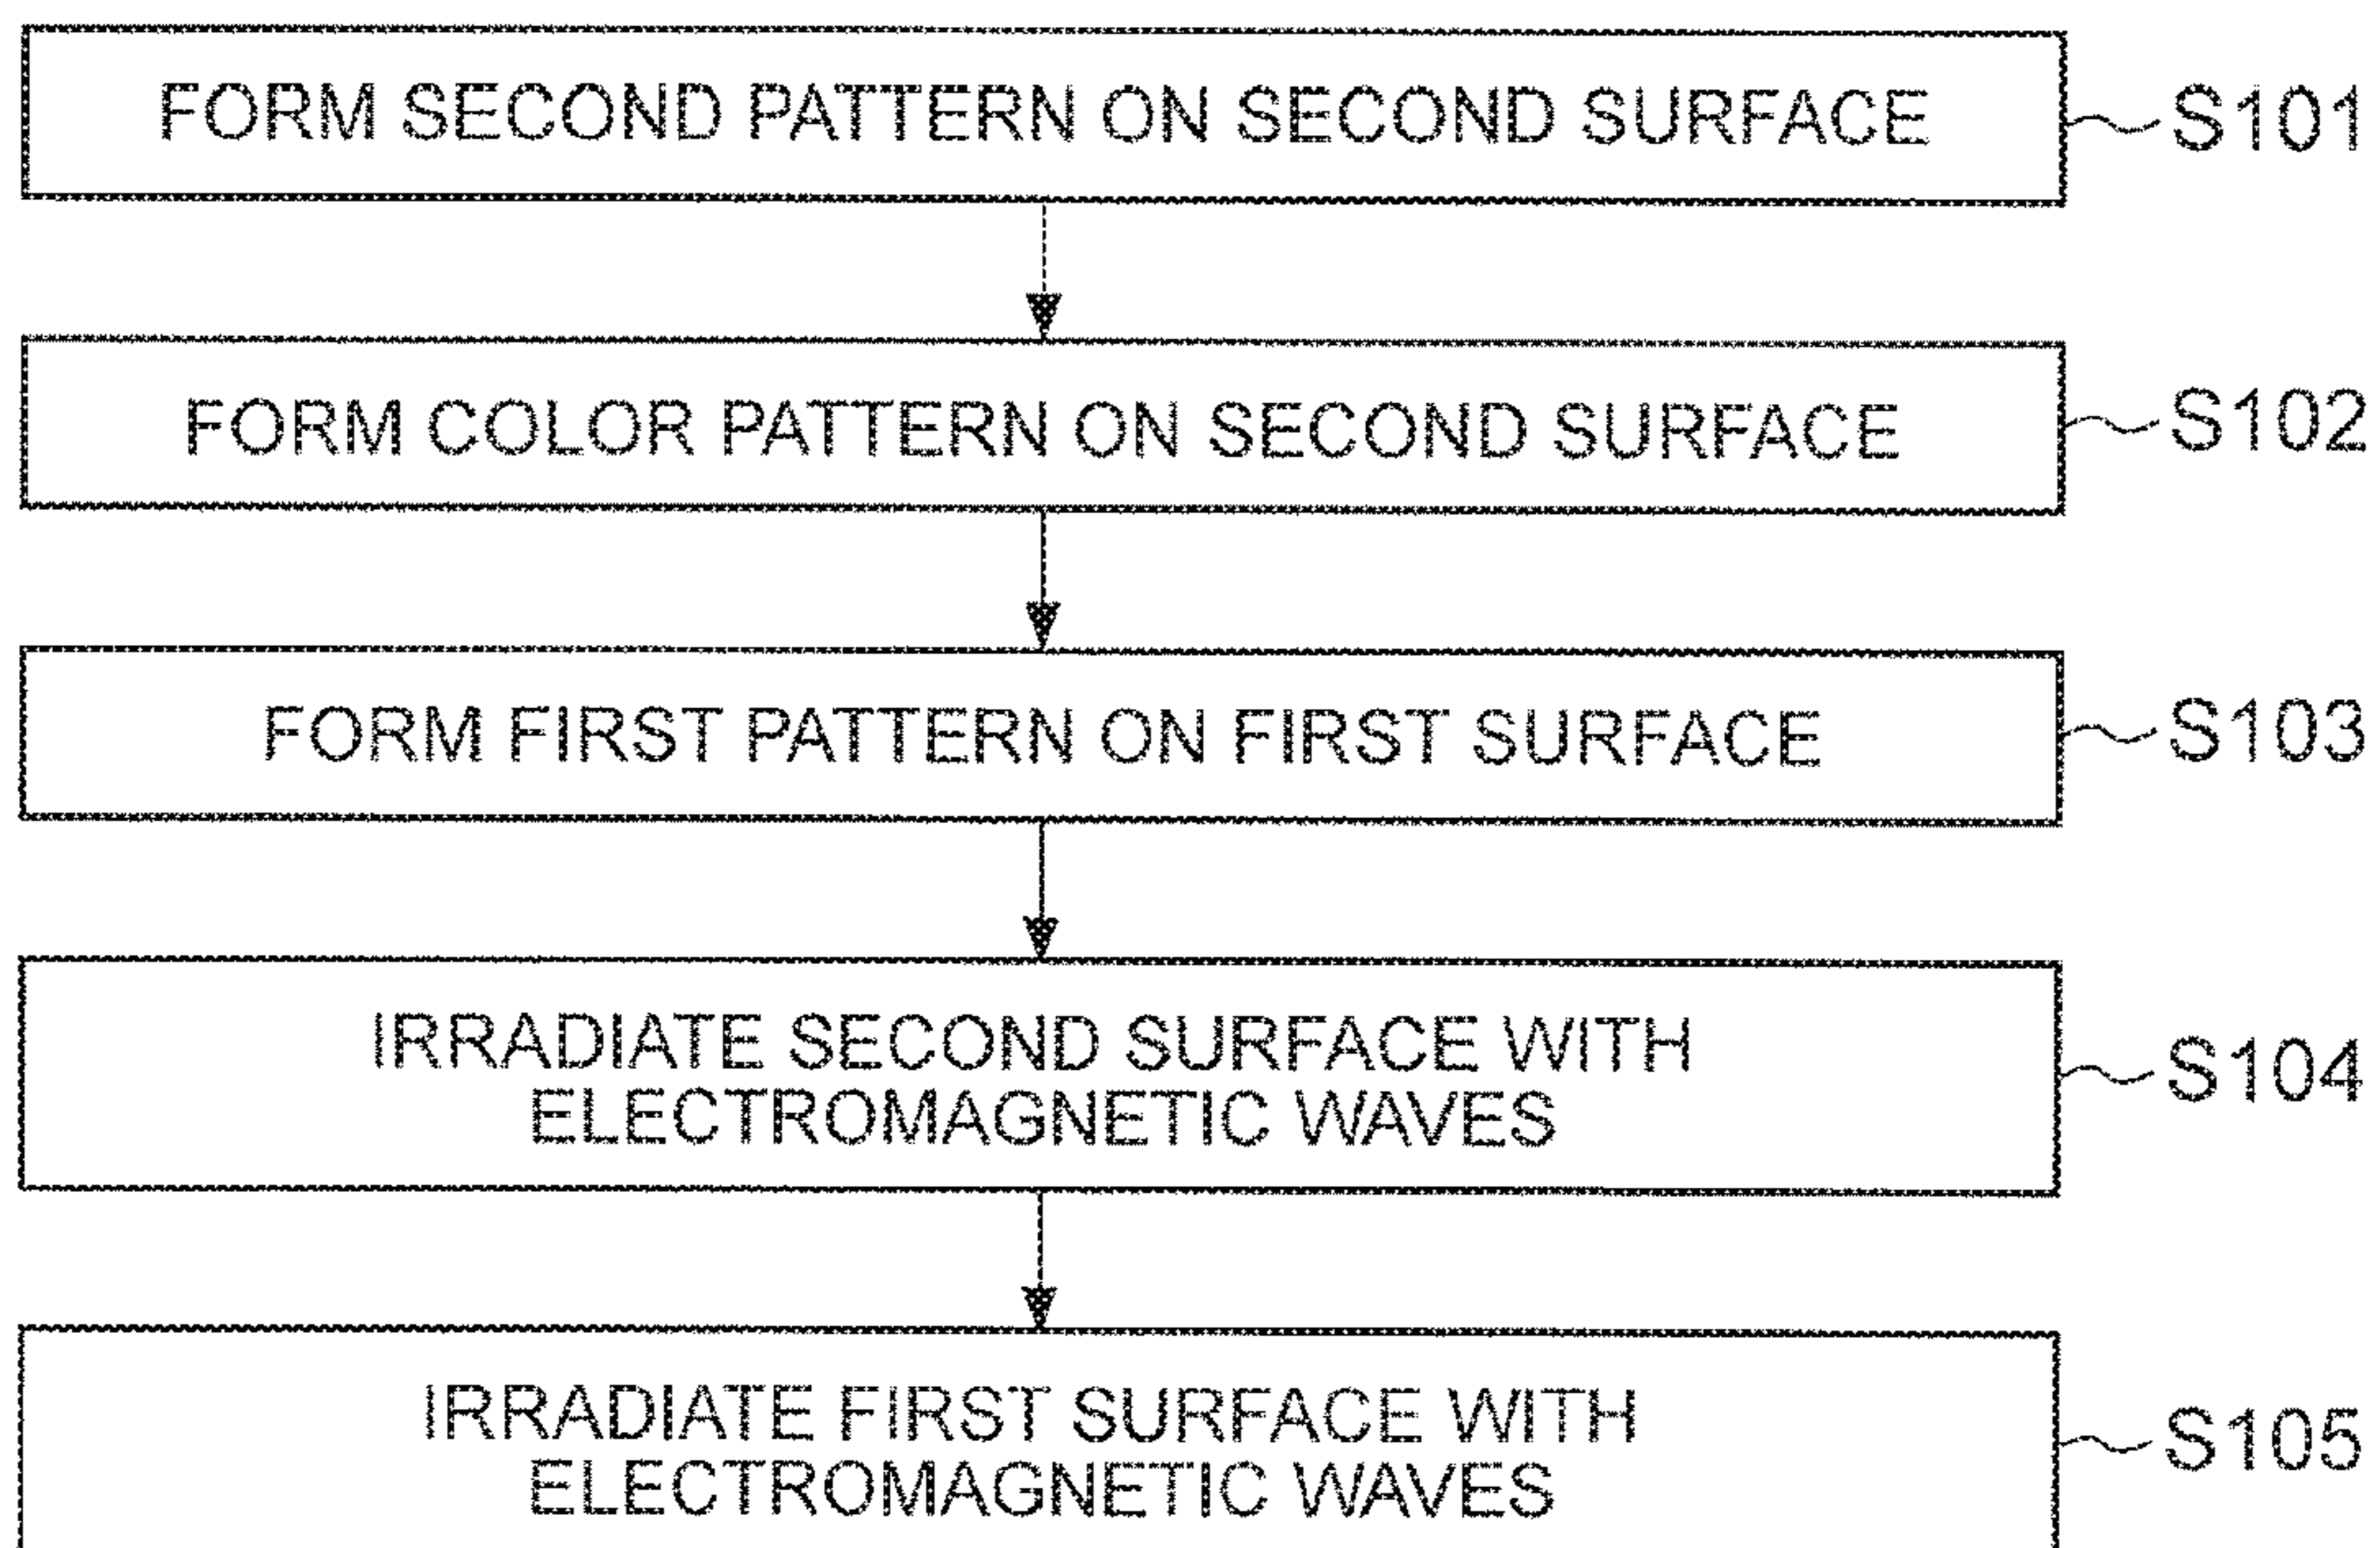 FORM SECOND PATTERN ON SECOND SURFACE S101
FORM COLOR PATTERN ON SECOND SURFACE S102
FORM FIRST PATTERN ON FIRST SURFACE S103
IRRADIATE SECOND SURFACE WITH
ELECTROMAGNETIC WAVES S104
IRRADIATE FIRST SURFACE WITH
ELECTROMAGNETIC WAVES S105